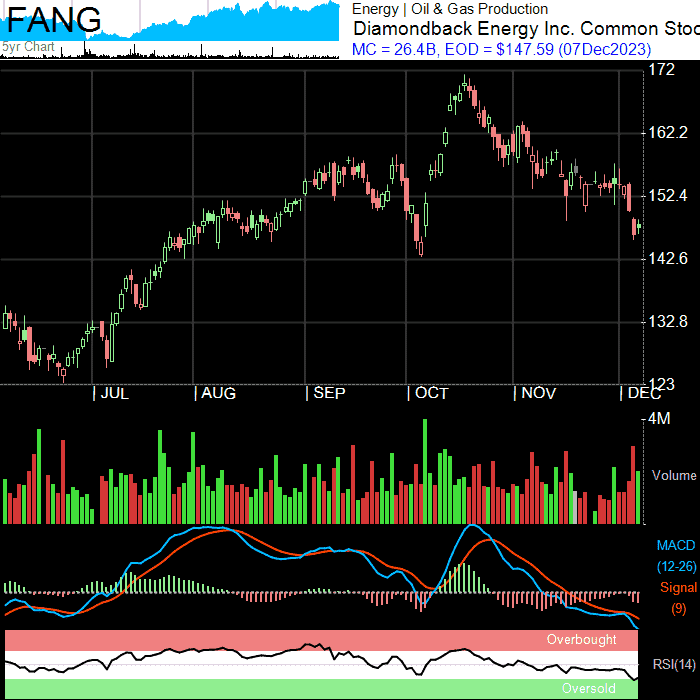 FANG
5yr Chart
Energy | Oil & Gas Production
Diamondback Energy Inc. Common Stoc
MC = 26.4B, EOD = $147.59 (07Dec2023)
172
162.2
152.4
142.6
132.8
123
| JUL | AUG | SEP | OCT | NOV | DEC
4M
Volume
MACD
(12-26)
Signal
(9)
Overbought
RSI(14)
Oversold